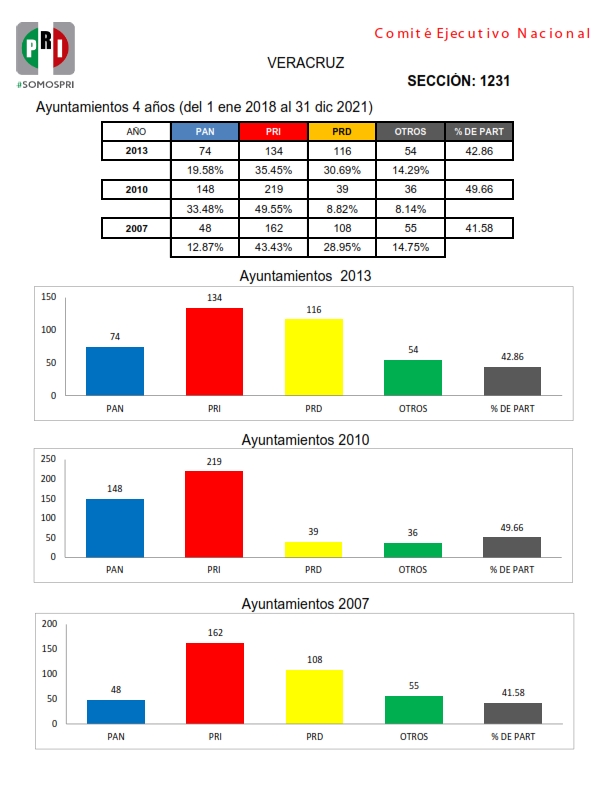 PRI
#SOMOSPRI
Comité Ejecutivo Nacional
VERACRUZ
SECCIÓN: 1231
Ayuntamientos 4 años (del 1 ene 2018 al 31 dic 2021)
AÑO PAN PRI PRD OTROS % DE PART
2013 74 134 116 54 42.86
19.58% 35.45% 30.69% 14.29%
2010 148 219 39 36 49.66
33.48% 49.55% 8.82% 8.14%
2007 48 162 108 55 41.58
12.87% 43.43% 28.95% 14.75%
Ayuntamientos 2013
150
100
50
0
74 134 116 54 42.86
PAN PRI PRD OTROS % DE PART
Ayuntamientos 2010
250
200
150
100
50
0
148 219 39 36 49.66
PAN PRI PRD OTROS % DE PART
Ayuntamientos 2007
200
150
100
50
0
48 162 108 55 41.58
PAN PRI PRD OTROS % DE PART